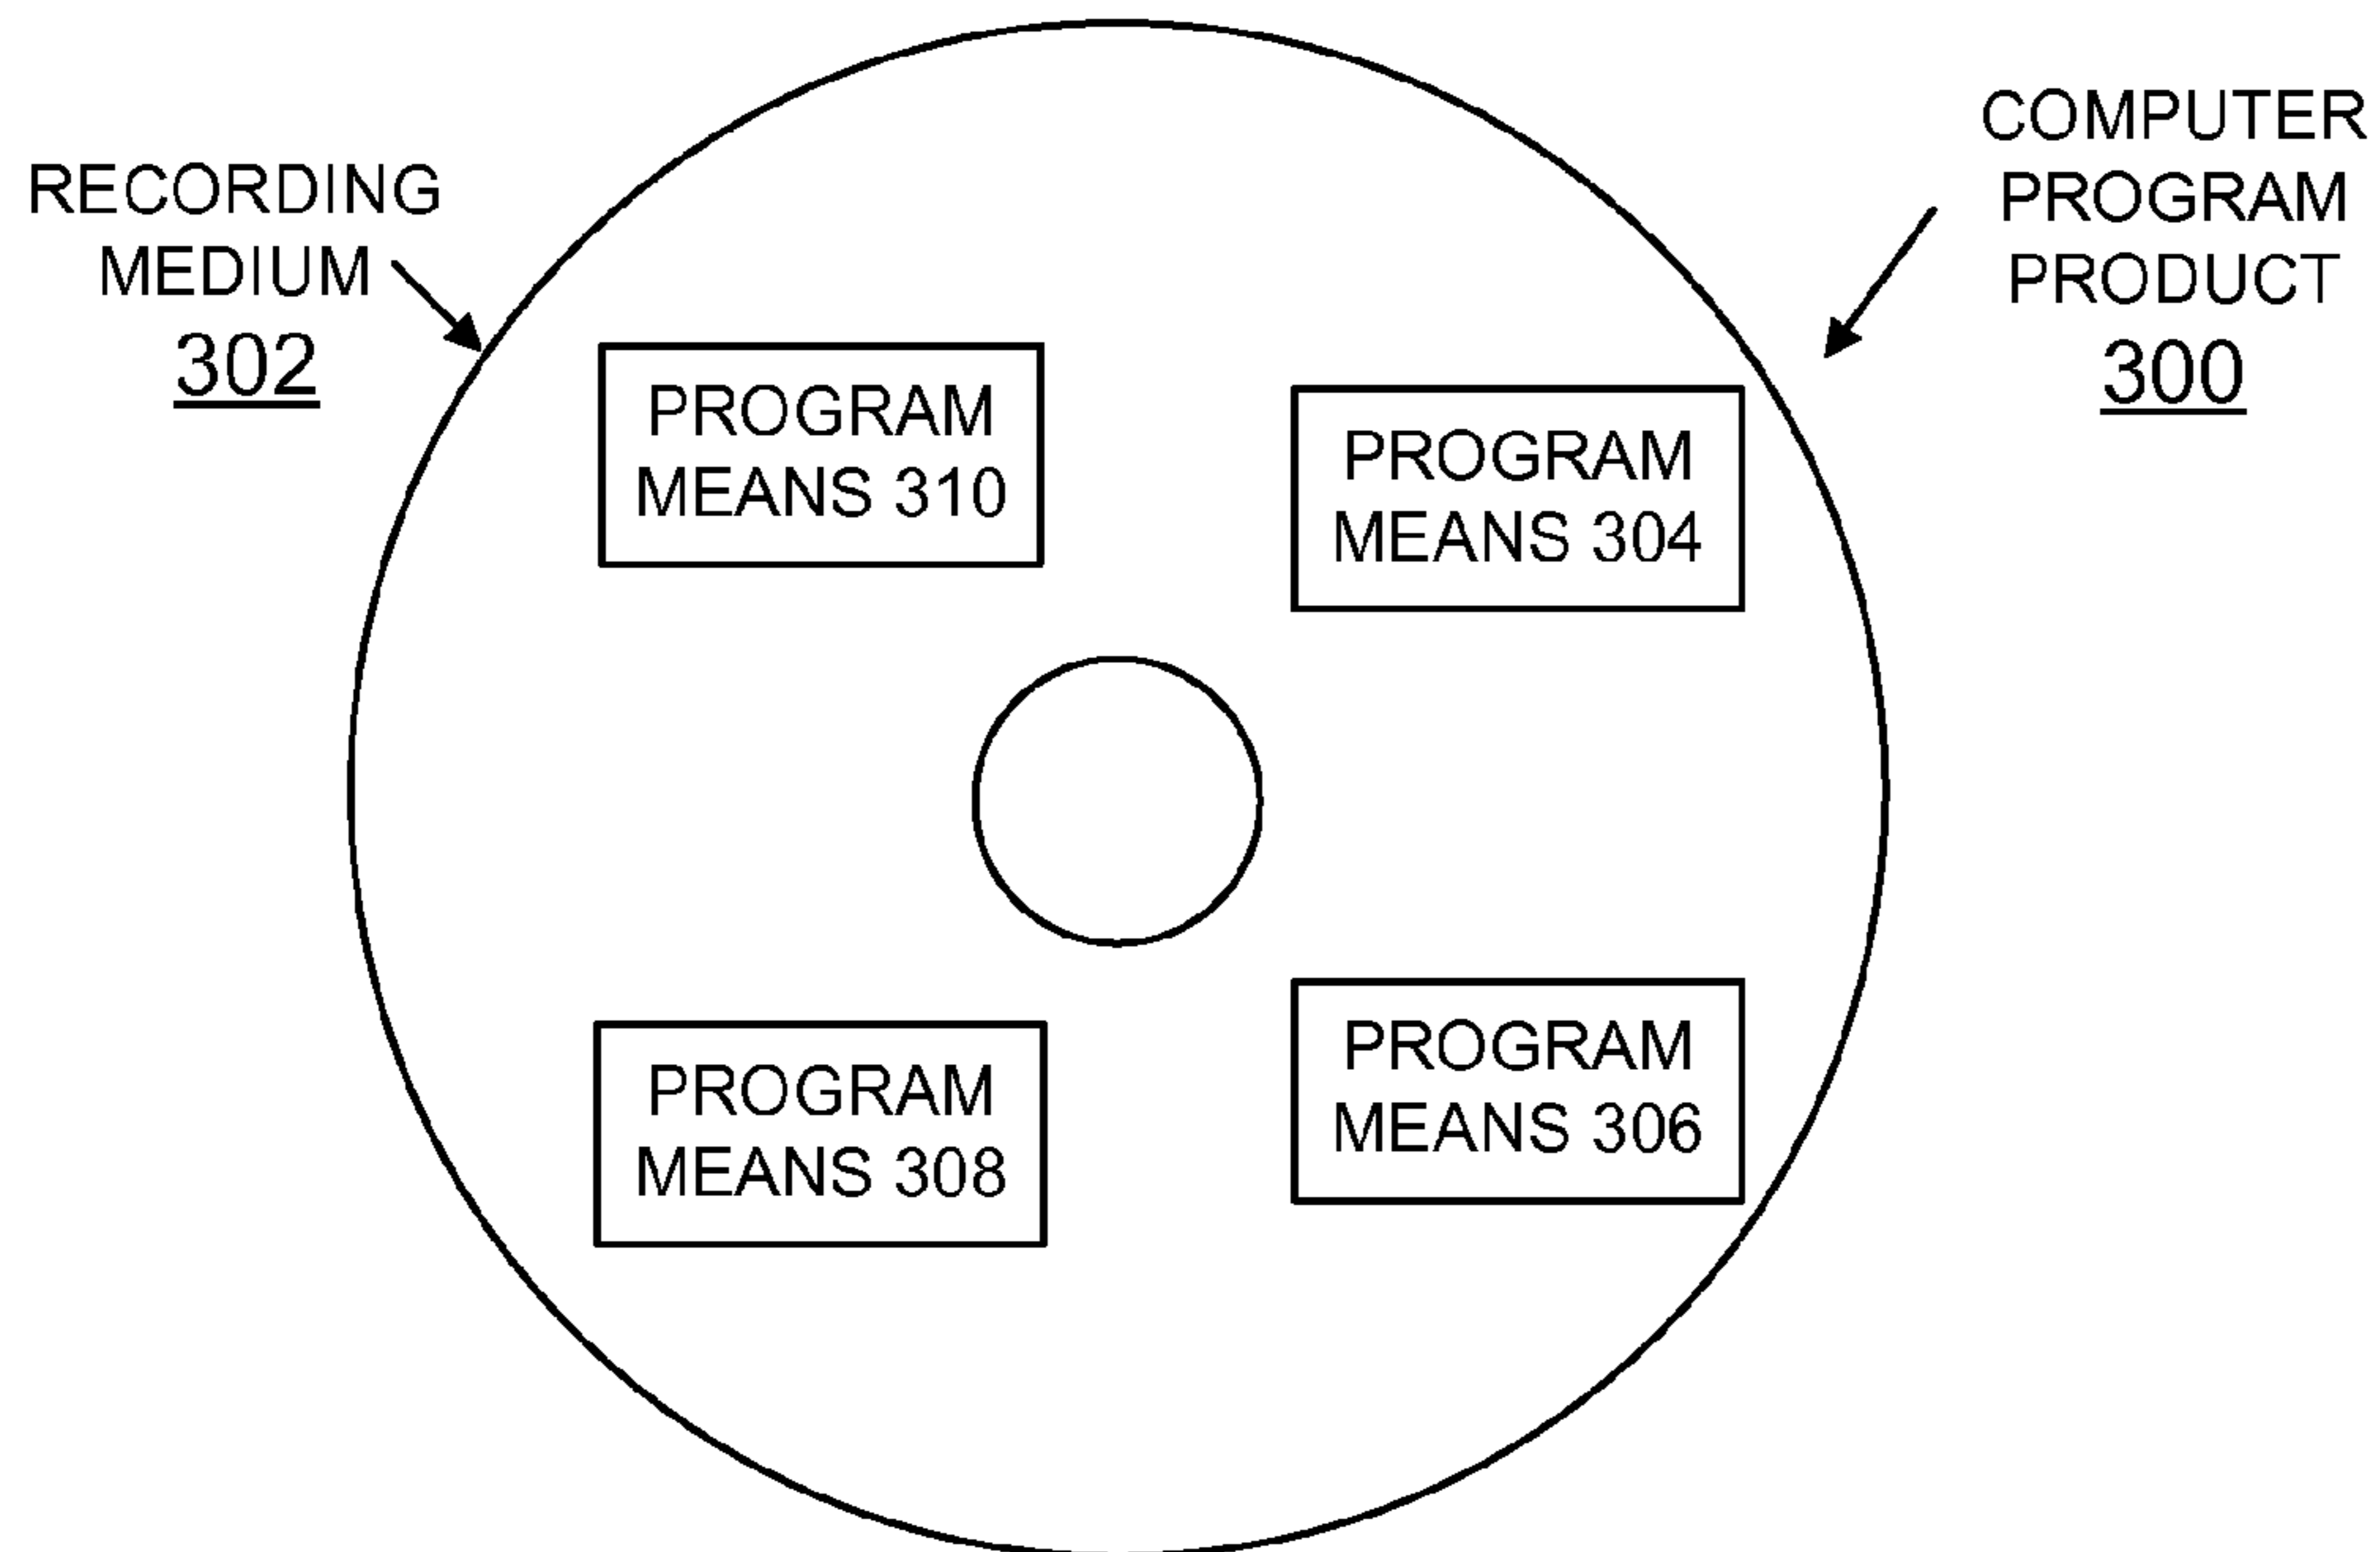 RECORDING
MEDIUM
302
COMPUTER
PROGRAM
PRODUCT
300
PROGRAM
MEANS 310
PROGRAM
MEANS 304
PROGRAM
MEANS 308
PROGRAM
MEANS 306